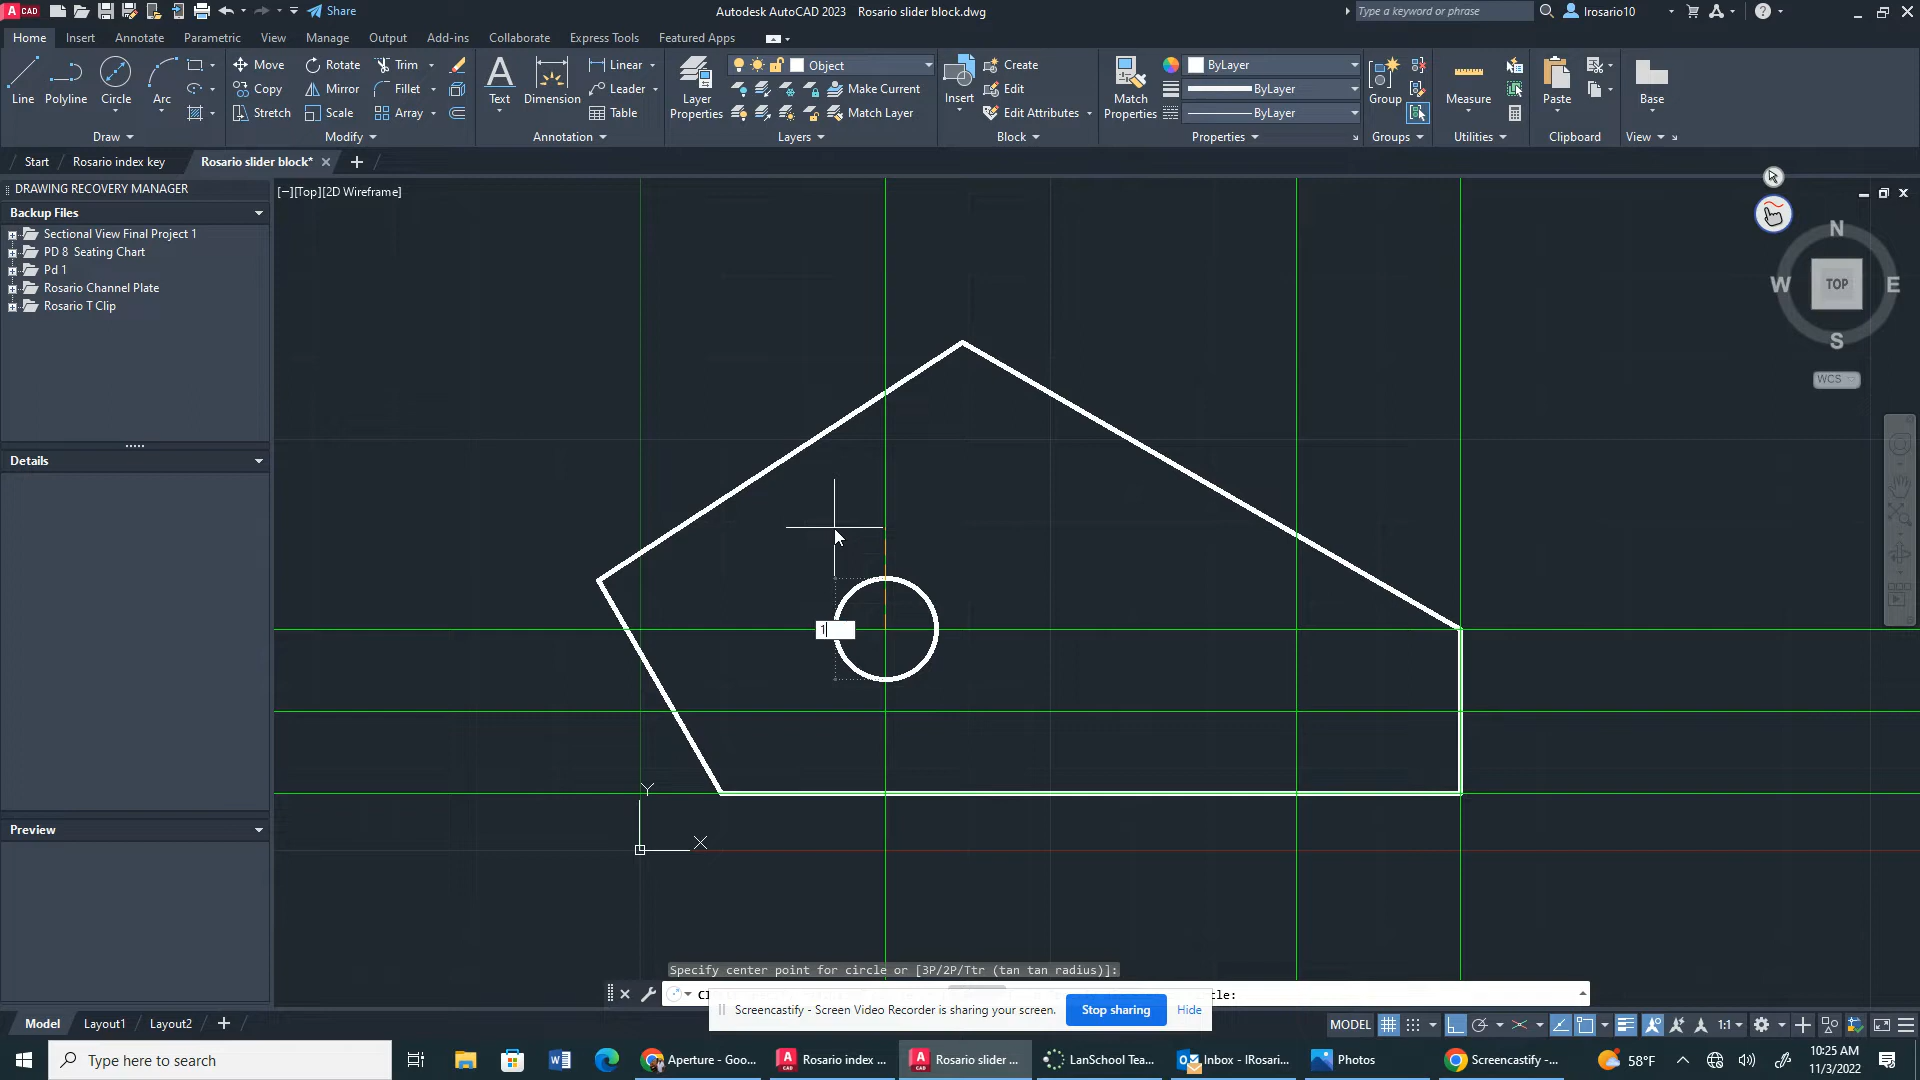 CAD
Share
Autodesk AutoCAD 2023 Rosario slider block.dwg
Type a keyword or phrase
lrosario10
Home Insert Annotate Parametric View Manage Output Add-ins Collaborate Express Tools Featured Apps
Line Polyline Circle Arc
Move Rotate Trim
Copy Mirror Fillet
Stretch Scale Array
Text Dimension
Linear
Leader
Table
Layer
Properties
Object
Make Current
Match Layer
Insert
Create
Edit
Edit Attributes
Match
Properties
ByLayer
ByLayer
ByLayer
Group
Measure
Paste
Base
Draw Modify Annotation Layers Block Properties Groups Utilities Clipboard View
Start Rosario index key Rosario slider block*
DRAWING RECOVERY MANAGER
Backup Files
Sectional View Final Project 1
PD 8 Seating Chart
Pd 1
Rosario Channel Plate
Rosario T Clip
Details
Preview
[−][Top][2D Wireframe]
N
W TOP E
S
WCS
1
Y
X
Specify center point for circle or [3P/2P/Ttr (tan tan radius)]:
tle:
Screencastify - Screen Video Recorder is sharing your screen. Stop sharing Hide
Model Layout1 Layout2
MODEL 1:1
Type here to search
Aperture - Goo...
Rosario index ...
Rosario slider ...
LanSchool Tea...
Inbox - IRosari...
Photos
Screencastify -...
58°F
10:25 AM
11/3/2022